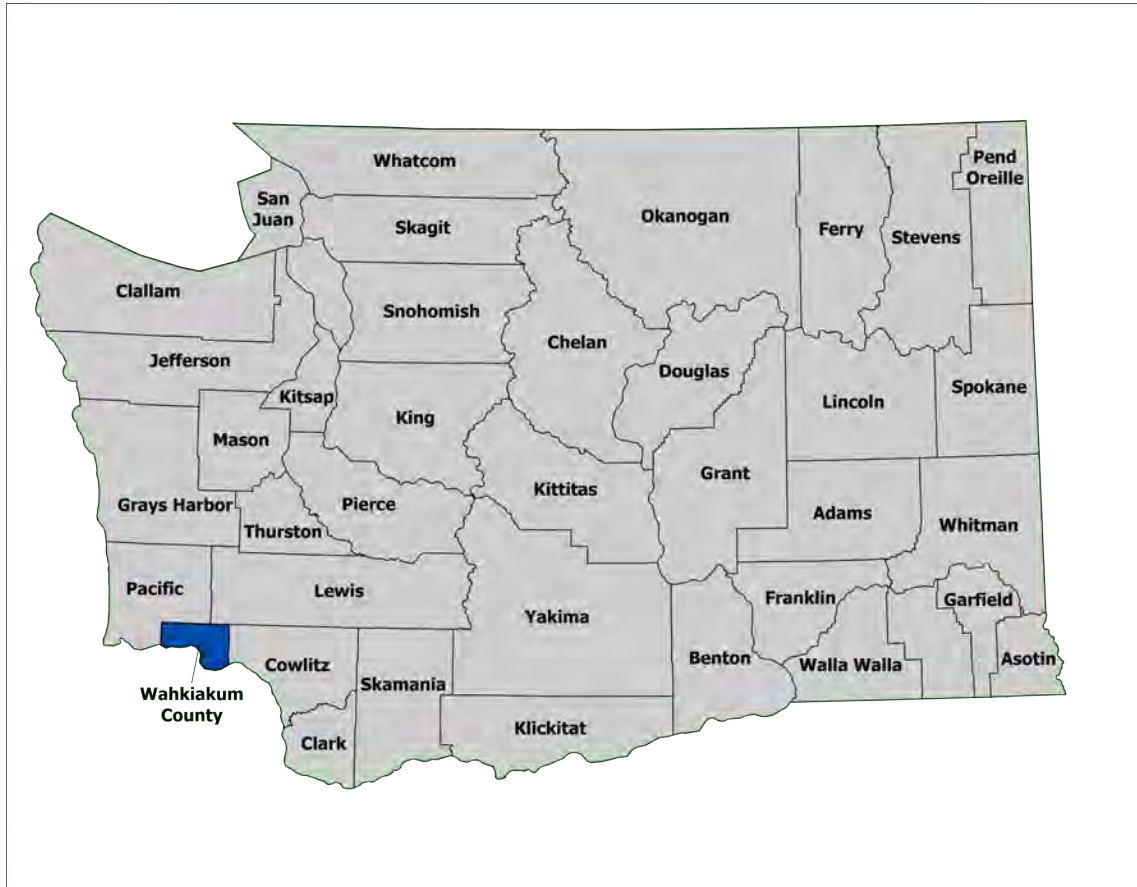 Whatcom
Pend
Oreille
San
Juan
Okanogan
Skagit
Ferry
Stevens
Clallam
Snohomish
Chelan
Jefferson
Douglas
Spokane
Kitsap
Lincoln
King
Mason
Grant
Kittitas
Grays Harbor
Pierce
Adams
Whitman
Thurston
Pacific
Lewis
Franklin
Garfield
Yakima
Benton
Asotin
Cowlitz
Walla Walla
Skamania
Wahkiakum
County
Klickitat
Clark